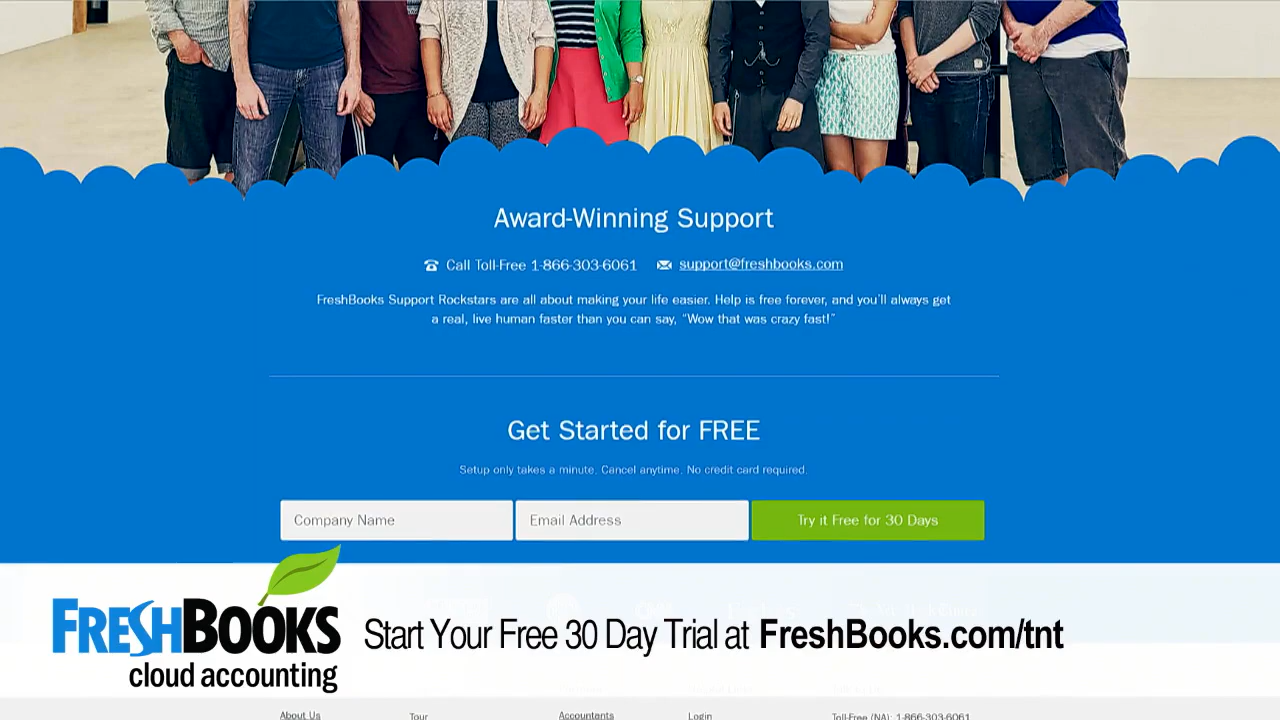 Award-Winning Support
Call Toll-Free 1-866-303-6061 support@freshbooks.com
FreshBooks Support Rockstars are all about making your life easier. Help is free forever, and you'll always get
a real, live human faster than you can say, "Wow that was crazy fast!"
Get Started for FREE
Setup only takes a minute. Cancel anytime. No credit card required.
Company Name Email Address Try it Free for 30 Days
FRESHBOOKS
cloud accounting
Start Your Free 30 Day Trial at FreshBooks.com/tnt
About Us Tour Accountants Login Toll-Free (NA): 1-866-303-6061